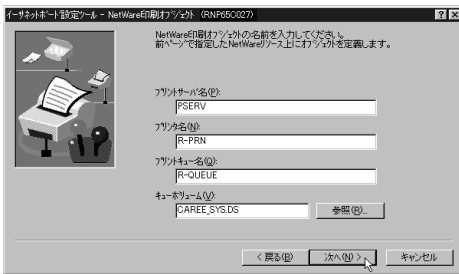 イーサネットボード設定ツール - NetWare印刷オブジェクト (RNP65C027)
NetWare印刷オブジェクトの名前を入力してください。
前ページで指定したNetWareリソース上にオブジェクトを定義します。
プリントサーバ名(P):
PSERV
プリンタ名(N):
R-PRN
プリントキュー名(Q):
R-QUEUE
キューボリューム(V):
CAREE_SYS.DS
参照(R)...
< 戻る(B)
次へ(N) >
キャンセル